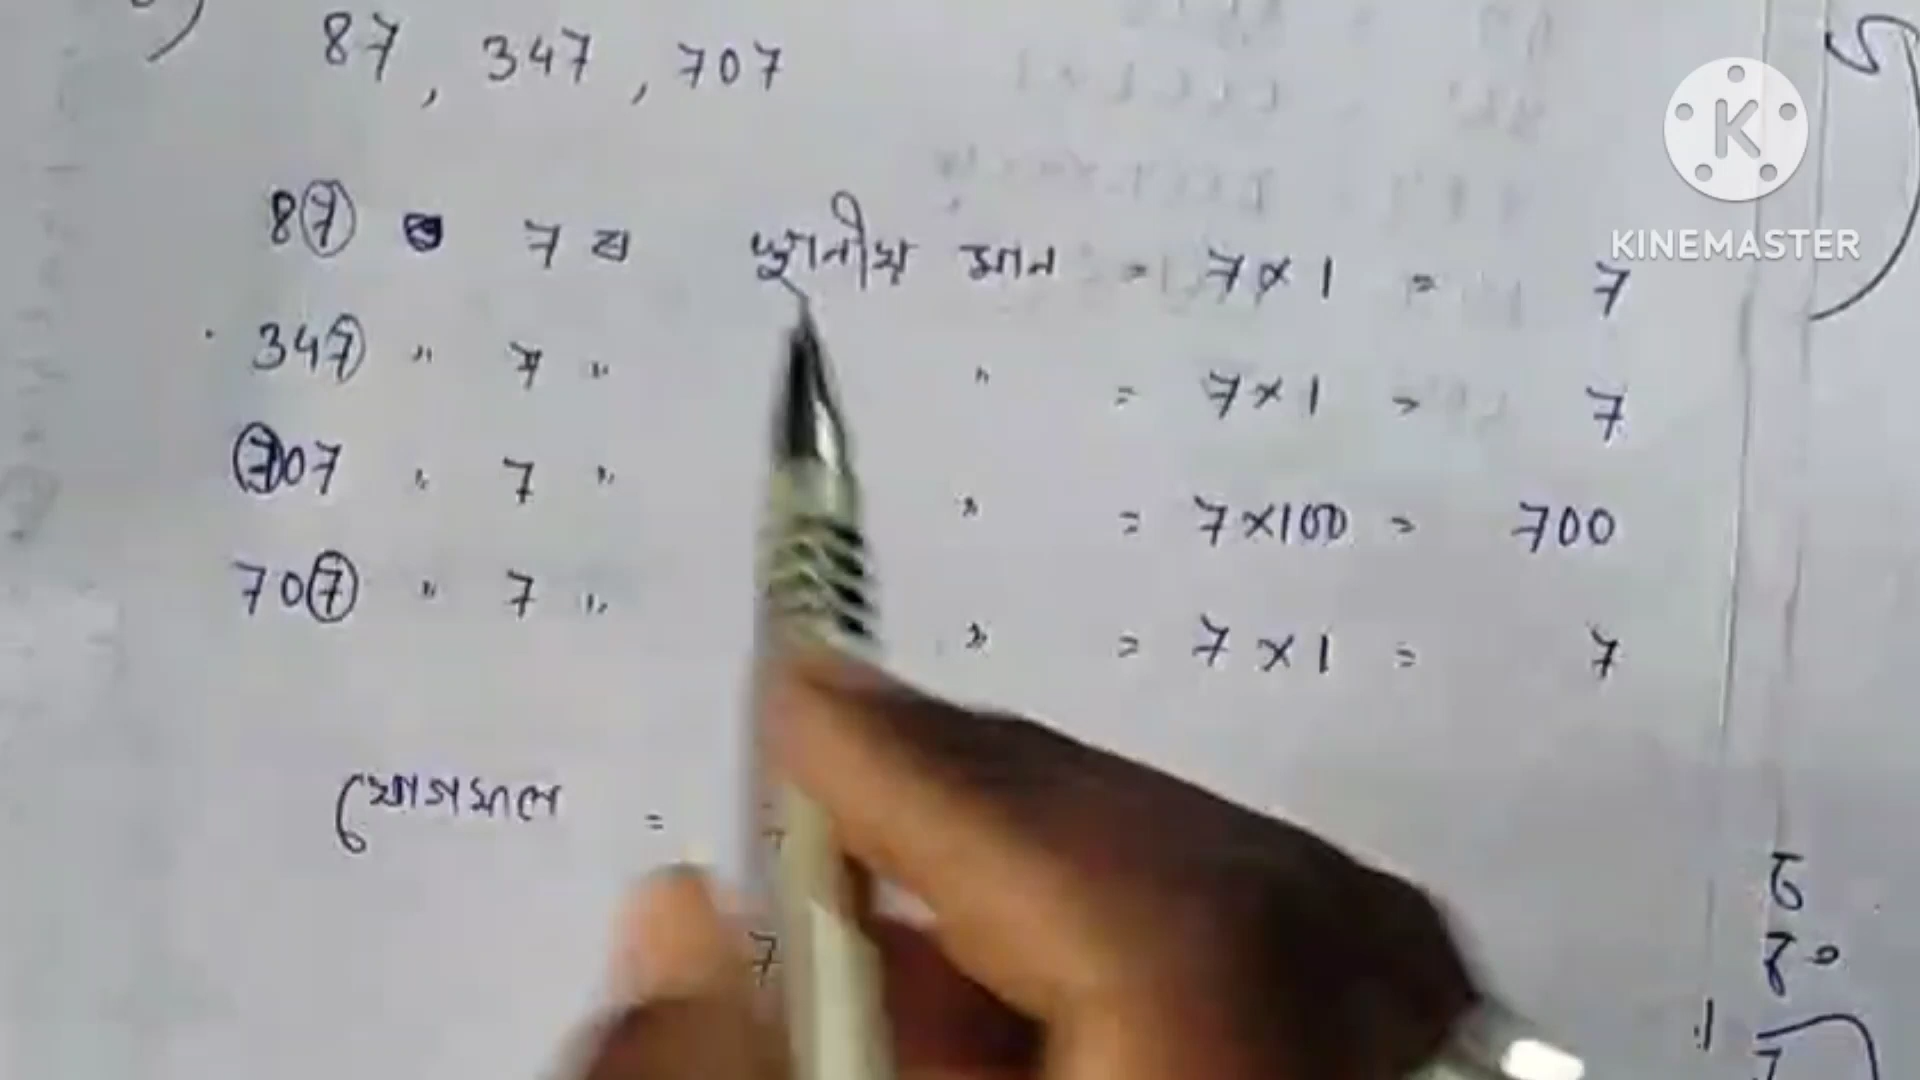 87, 347, 707
87 7 ৰ স্থানীয় মান = 7×1 = 7
347 " 7 " " = 7×1 = 7
707 " 7 " " = 7×100 = 700
707 " 7 " " = 7×1 = 7
যোগফল =
7
K
KINEMASTER